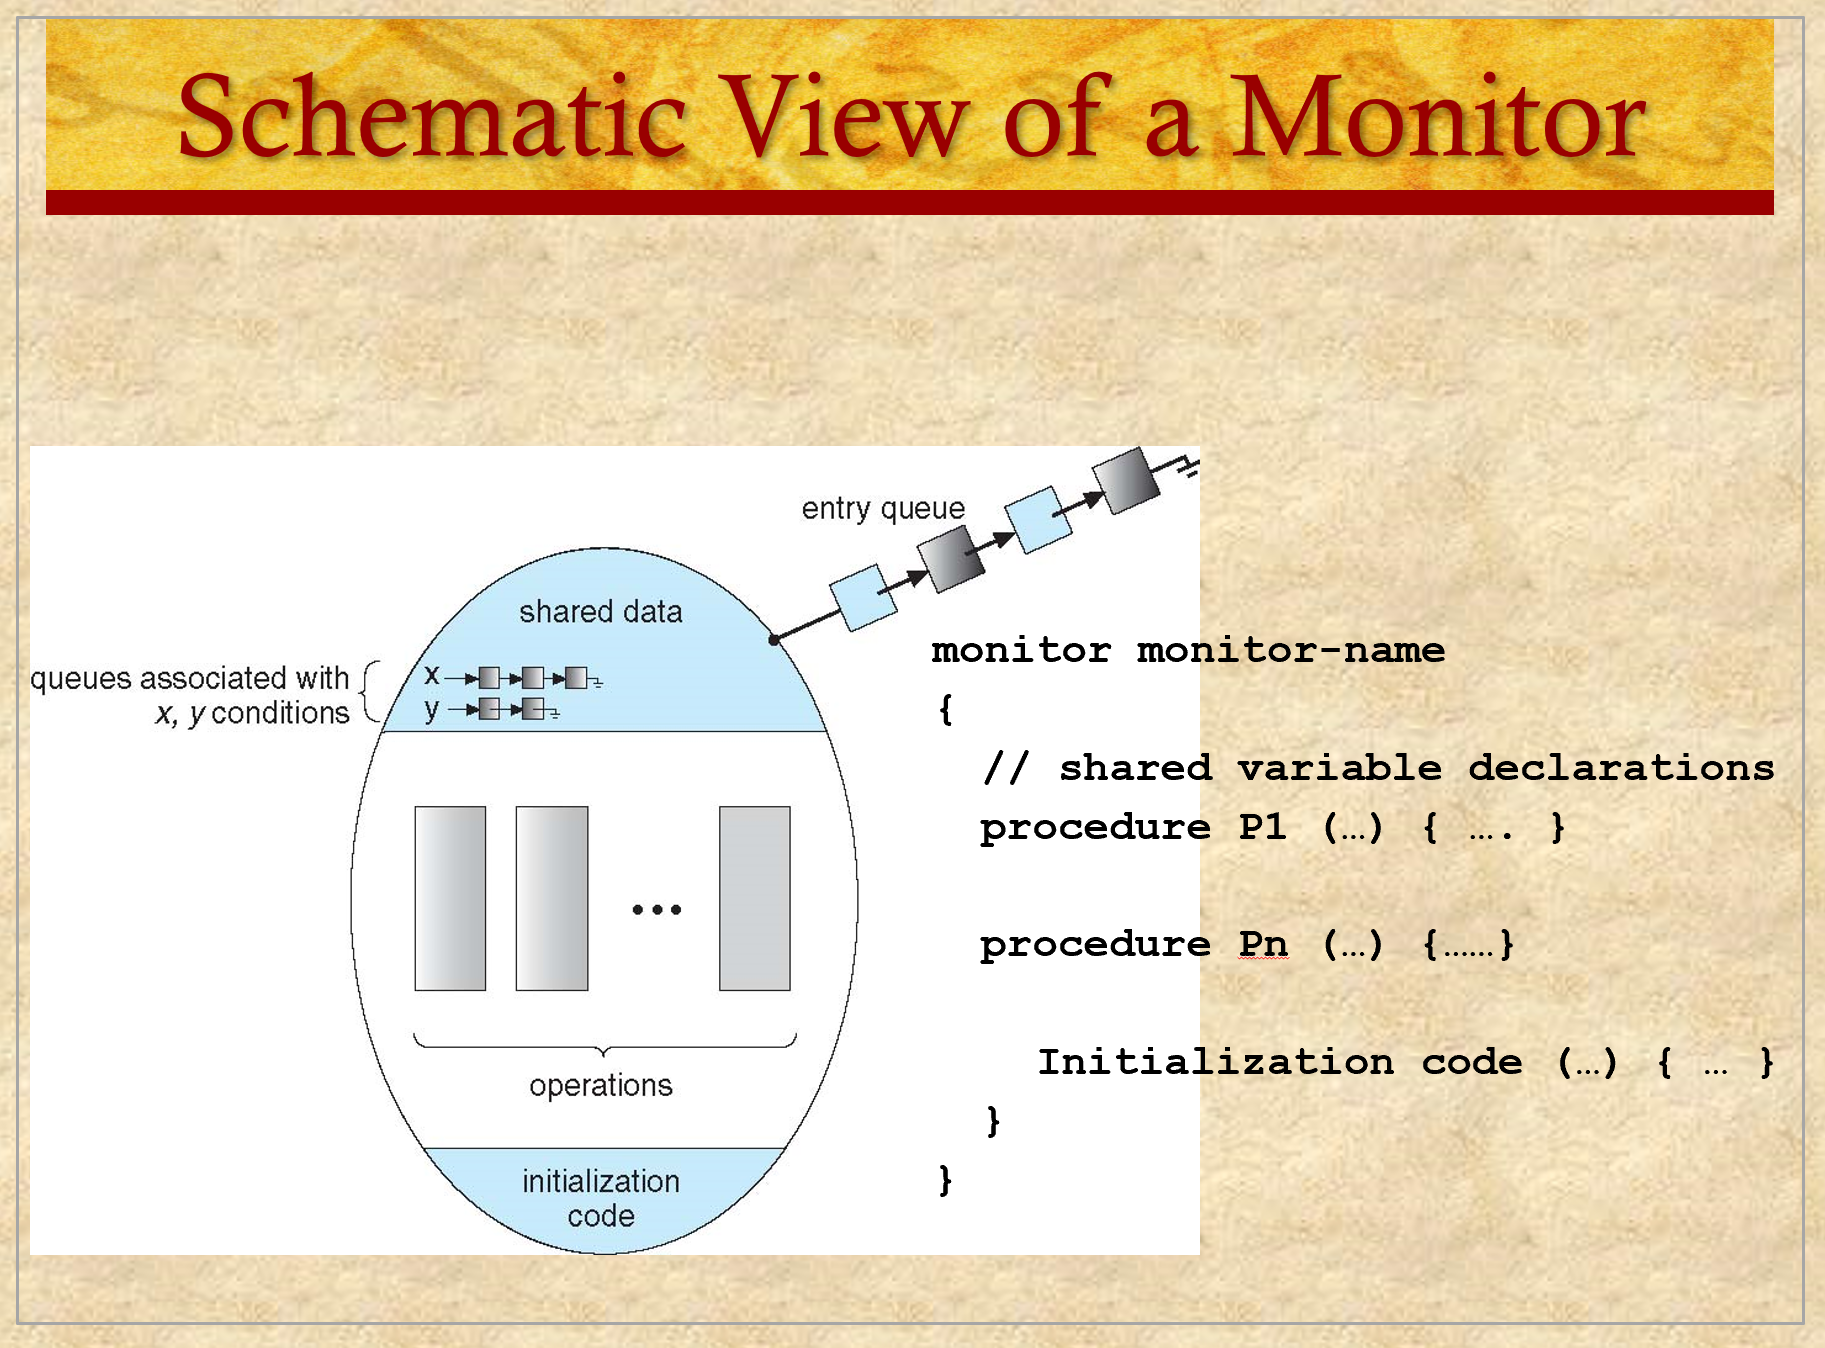 Schematic View of a Monitor
entry queue
shared data
queues associated with
x, y conditions
x
y
operations
initialization
code
monitor monitor-name
{
// shared variable declarations
procedure P1 (…) { …. }
procedure Pn (…) {……}
Initialization code (…) { … }
}
}